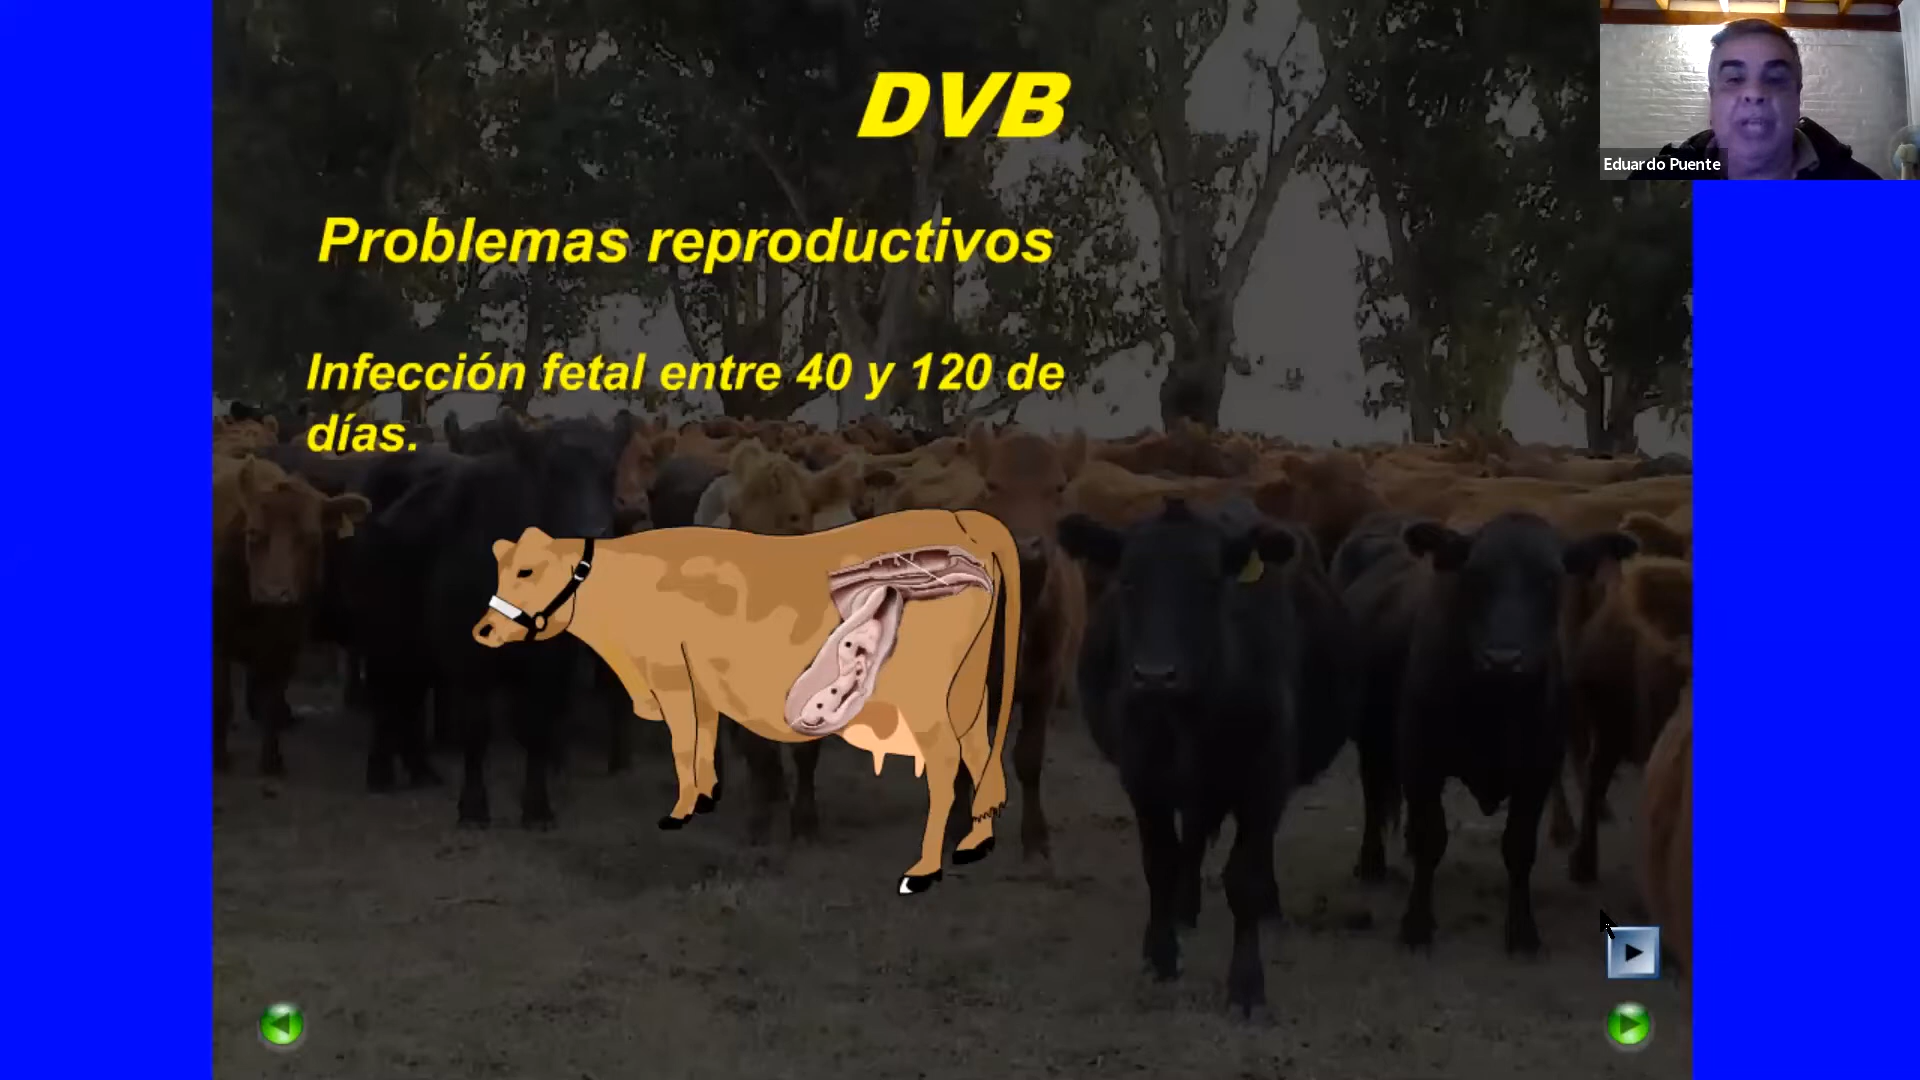 DVB
Eduardo Puente
Problemas reproductivos
Infección fetal entre 40 y 120 de
días.